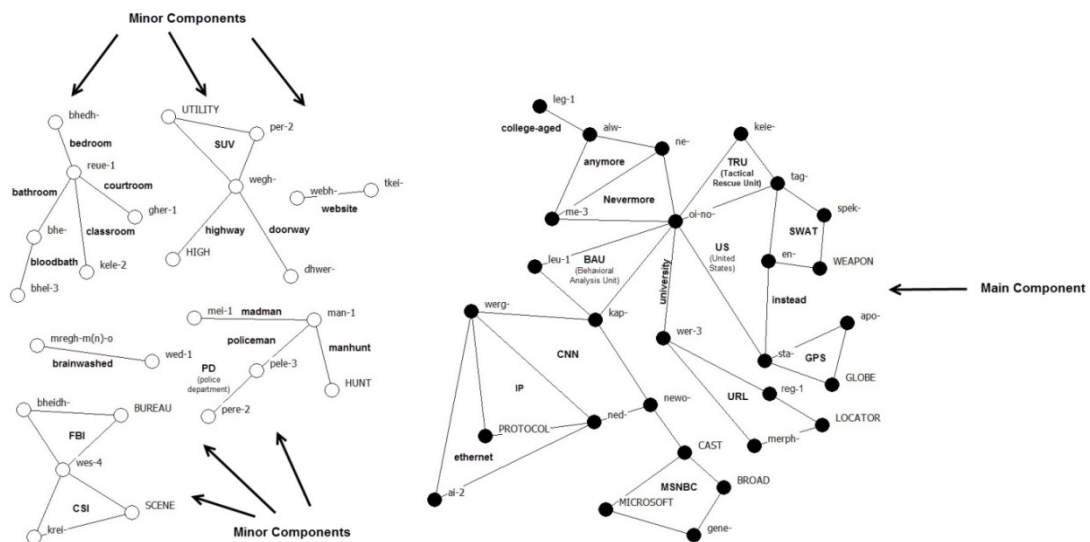 Minor Components
bhedh-
bedroom
reue-1
bathroom
courtroom
gher-1
bhe-
classroom
bloodbath
kele-2
bhel-3
UTILITY
per-2
SUV
wegh-
highway
doorway
HIGH
dhwer-
tkei-
webh-
website
mregh-m(n)-o
wed-1
brainwashed
mei-1
madman
man-1
policeman
manhunt
PD
(police
department)
pele-3
HUNT
pere-2
bheidh-
BUREAU
FBI
wes-4
CSI
SCENE
krei-
Minor Components
leg-1
college-aged
aiw-
anymore
ne-
Nevermore
me-3
keie-
TRU
(Tactical
Rescue Unit)
tag-
oi-no-
spek-
SWAT
en-
WEAPON
US
(United
States)
instead
leu-1
BAU
(Behavioral
Analysis Unit)
university
kap-
werg-
CNN
wer-3
apo-
sta-
GPS
GLOBE
IP
reg-1
URL
LOCATOR
merph-
newo-
ned-
PROTOCOL
ethernet
ai-2
CAST
BROAD
MSNBC
MICROSOFT
gene-
Main Component